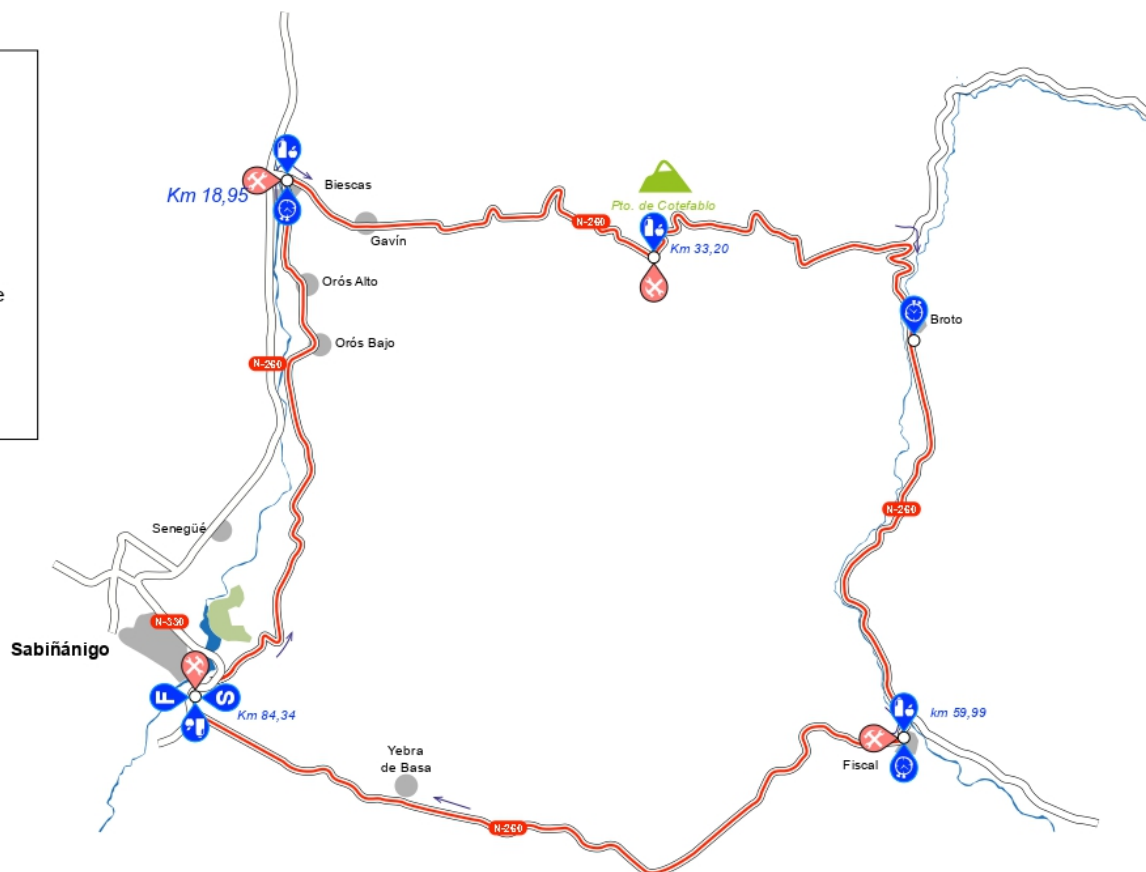 Biescas
Km 18,95
Pto. de Cotefablo
N-260
Gavín
Km 33,20
Orós Alto
e
Broto
Orós Bajo
N-260
N-260
Senegüé
N-330
Sabiñánigo
F
S
Km 84,34
km 59,99
Yebra
de Basa
Fiscal
N-260